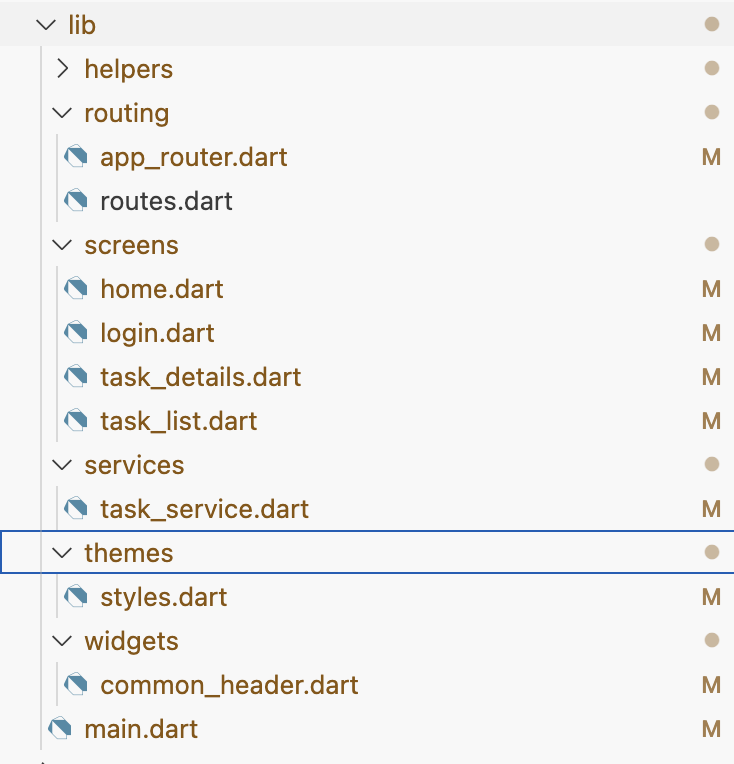 lib
helpers
routing
app_router.dart M
routes.dart
screens
home.dart M
login.dart M
task_details.dart M
task_list.dart M
services
task_service.dart M
themes
styles.dart M
widgets
common_header.dart M
main.dart M